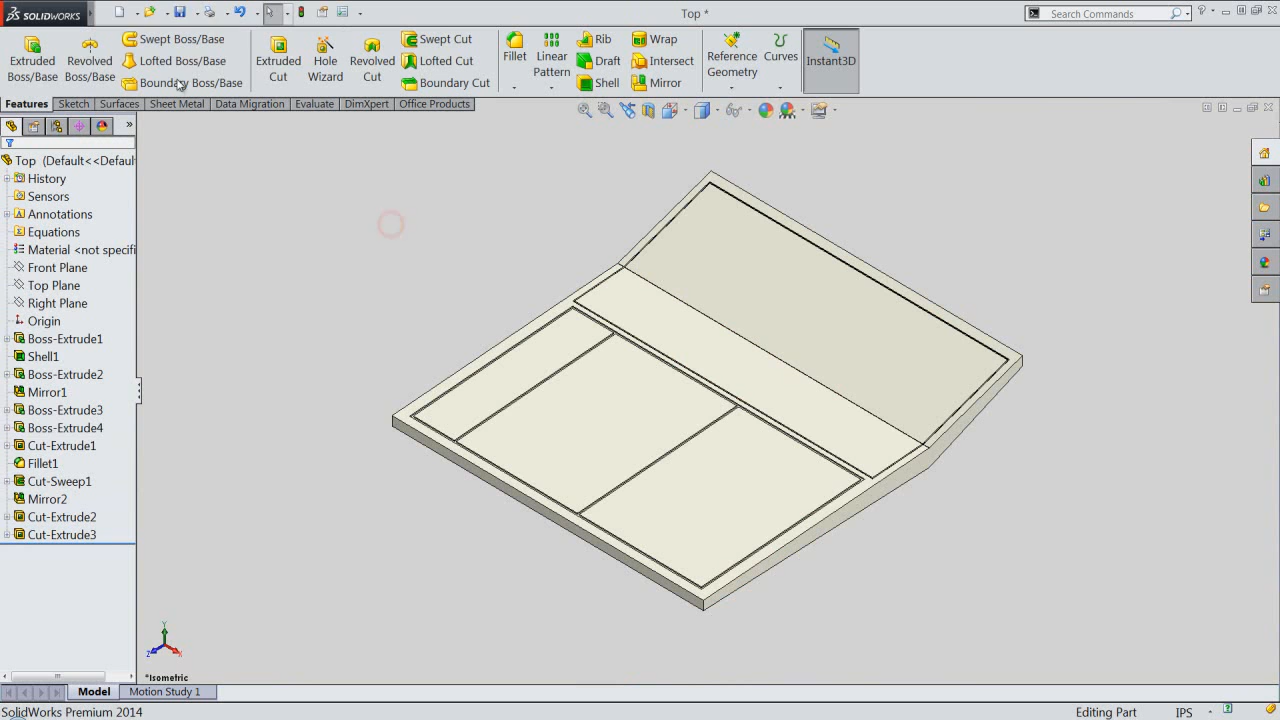 SOLIDWORKS
Top *
Search Commands
Extruded Boss/Base
Revolved Boss/Base
Swept Boss/Base
Lofted Boss/Base
Boundary Boss/Base
Extruded Cut
Hole Wizard
Revolved Cut
Swept Cut
Lofted Cut
Boundary Cut
Fillet
Linear Pattern
Rib
Draft
Shell
Wrap
Intersect
Mirror
Reference Geometry
Curves
Instant3D
Features Sketch Surfaces Sheet Metal Data Migration Evaluate DimXpert Office Products
Top (Default<<Defaul
History
Sensors
Annotations
Equations
Material <not specifi
Front Plane
Top Plane
Right Plane
Origin
Boss-Extrude1
Shell1
Boss-Extrude2
Mirror1
Boss-Extrude3
Boss-Extrude4
Cut-Extrude1
Fillet1
Cut-Sweep1
Mirror2
Cut-Extrude2
Cut-Extrude3
Y
Z
X
*Isometric
Model Motion Study 1
SolidWorks Premium 2014
Editing Part
IPS